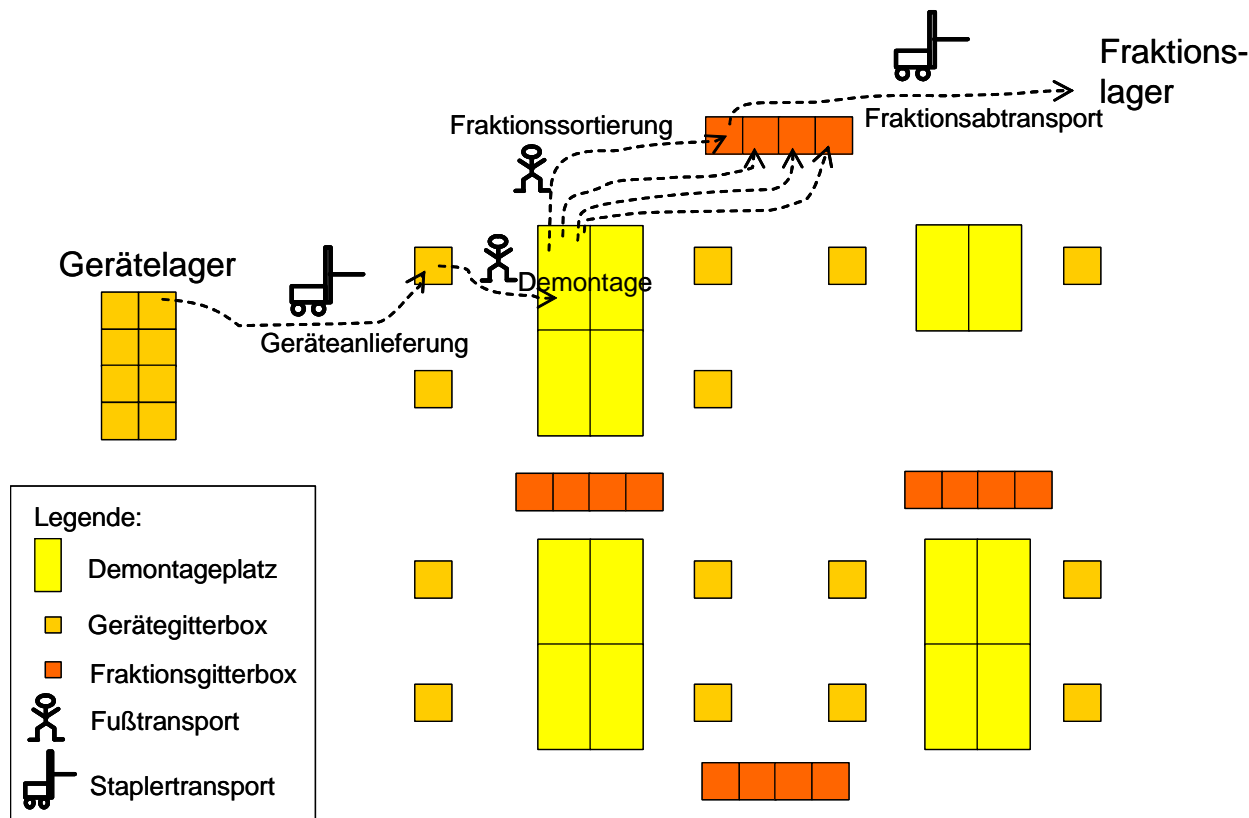 Fraktions-
lager
Fraktionsabtransport
Fraktionssortierung
Gerätelager
Demontage
Geräteanlieferung
Legende:
Demontageplatz
Gerätegitterbox
Fraktionsgitterbox
Fußtransport
Staplertransport